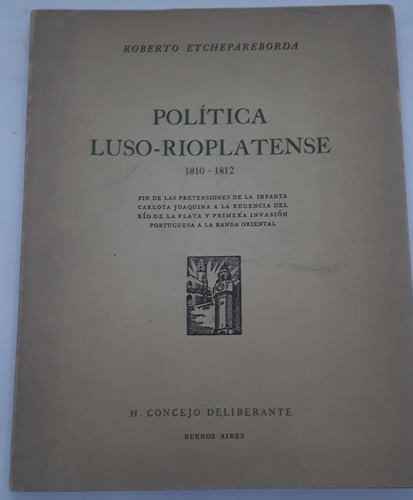 ROBERTO ETCHEPAREBORDA
POLÍTICA
LUSO-RIOPLATENSE
1810 - 1812
FIN DE LAS PRETENSIONES DE LA INFANTA
CARLOTA JOAQUINA A LA REGENCIA DEL
RÍO DE LA PLATA Y PRIMERA INVASIÓN
PORTUGUESA A LA BANDA ORIENTAL
H. CONCEJO DELIBERANTE
BUENOS AIRES